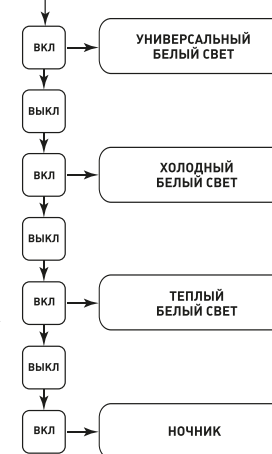 ВКЛ
УНИВЕРСАЛЬНЫЙ
БЕЛЫЙ СВЕТ
ВЫКЛ
ВКЛ
ХОЛОДНЫЙ
БЕЛЫЙ СВЕТ
ВЫКЛ
ВКЛ
ТЕПЛЫЙ
БЕЛЫЙ СВЕТ
ВЫКЛ
ВКЛ
НОЧНИК